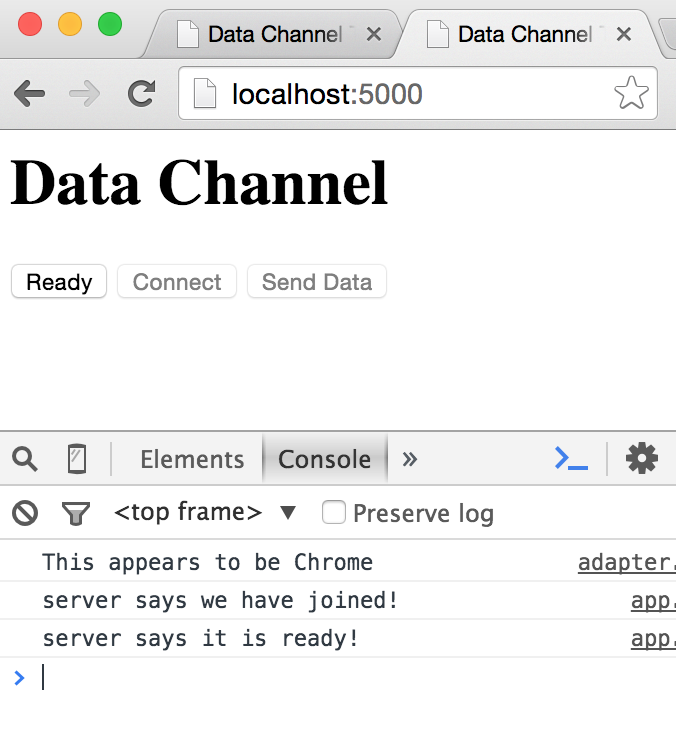 Data Channel Data Channel
localhost:5000
Data Channel
Ready Connect Send Data
Elements Console »
<top frame> ▼ Preserve log
This appears to be Chrome adapter.
server says we have joined! app.
server says it is ready! app.
>